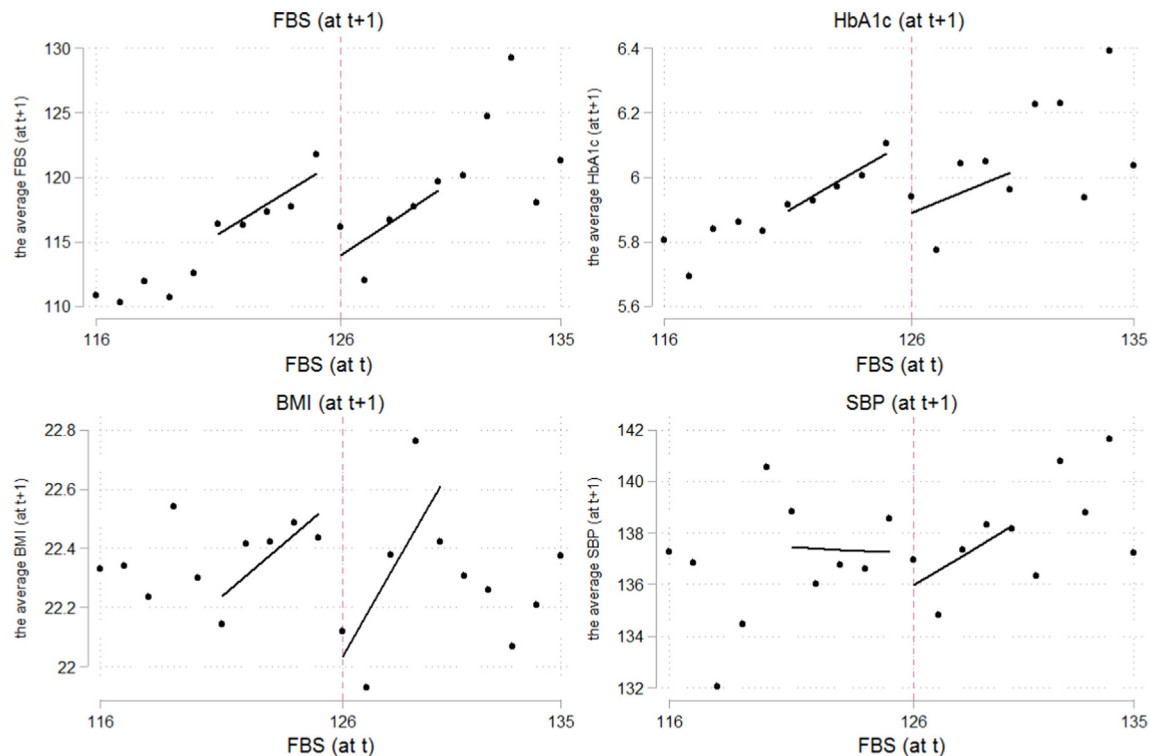 FBS (at t+1)
the average FBS (at t+1)
130
125
120
115
110
116
126
135
FBS (at t)
HbA1c (at t+1)
the average HbA1c (at t+1)
6.4
6.2
6
5.8
5.6
116
126
135
FBS (at t)
BMI (at t+1)
the average BMI (at t+1)
22.8
22.6
22.4
22.2
22
116
126
135
FBS (at t)
SBP (at t+1)
the average SBP (at t+1)
142
140
138
136
134
132
116
126
135
FBS (at t)